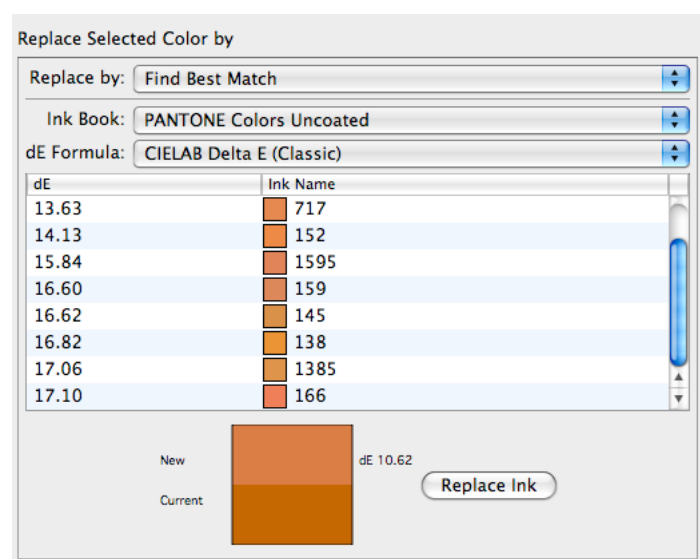 Replace Selected Color by
Replace by: Find Best Match
Ink Book: PANTONE Colors Uncoated
dE Formula: CIELAB Delta E (Classic)
dE Ink Name
13.63 717
14.13 152
15.84 1595
16.60 159
16.62 145
16.82 138
17.06 1385
17.10 166
New dE 10.62
Replace Ink
Current